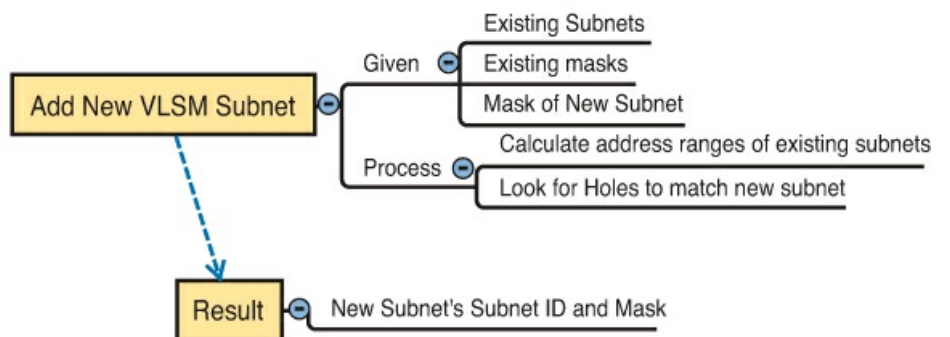 Add New VLSM Subnet
Given
Existing Subnets
Existing masks
Mask of New Subnet
Process
Calculate address ranges of existing subnets
Look for Holes to match new subnet
Result
New Subnet's Subnet ID and Mask